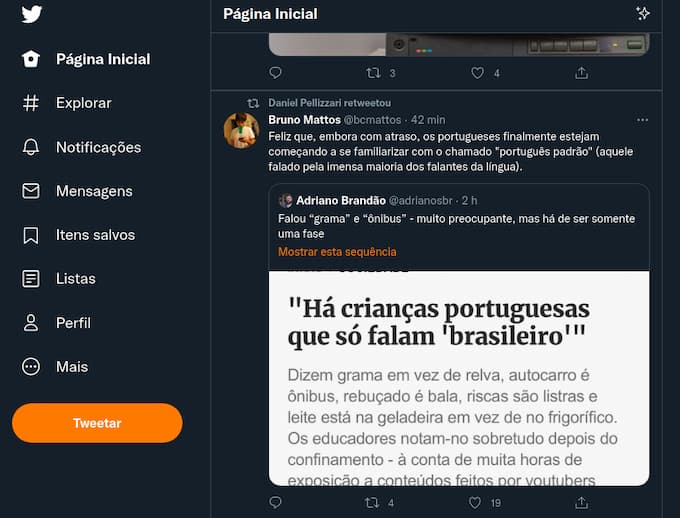 Página Inicial
Página Inicial
Explorar
Notificações
Mensagens
Itens salvos
Listas
Perfil
Mais
Tweetar
3
4
Daniel Pellizzari retweetou
Bruno Mattos @bcmattos · 42 min
Feliz que, embora com atraso, os portugueses finalmente estejam
começando a se familiarizar com o chamado "português padrão" (aquele
falado pela imensa maioria dos falantes da língua).
Adriano Brandão @adrianosbr · 2 h
Falou “grama” e “ônibus” - muito preocupante, mas há de ser somente
uma fase
Mostrar esta sequência
"Há crianças portuguesas
que só falam 'brasileiro'"
Dizem grama em vez de relva, autocarro é
ônibus, rebuçado é bala, riscas são listras e
leite está na geladeira em vez de no frigorífico.
Os educadores notam-no sobretudo depois do
confinamento - à conta de muita horas de
exposição a conteúdos feitos por youtubers
4
19